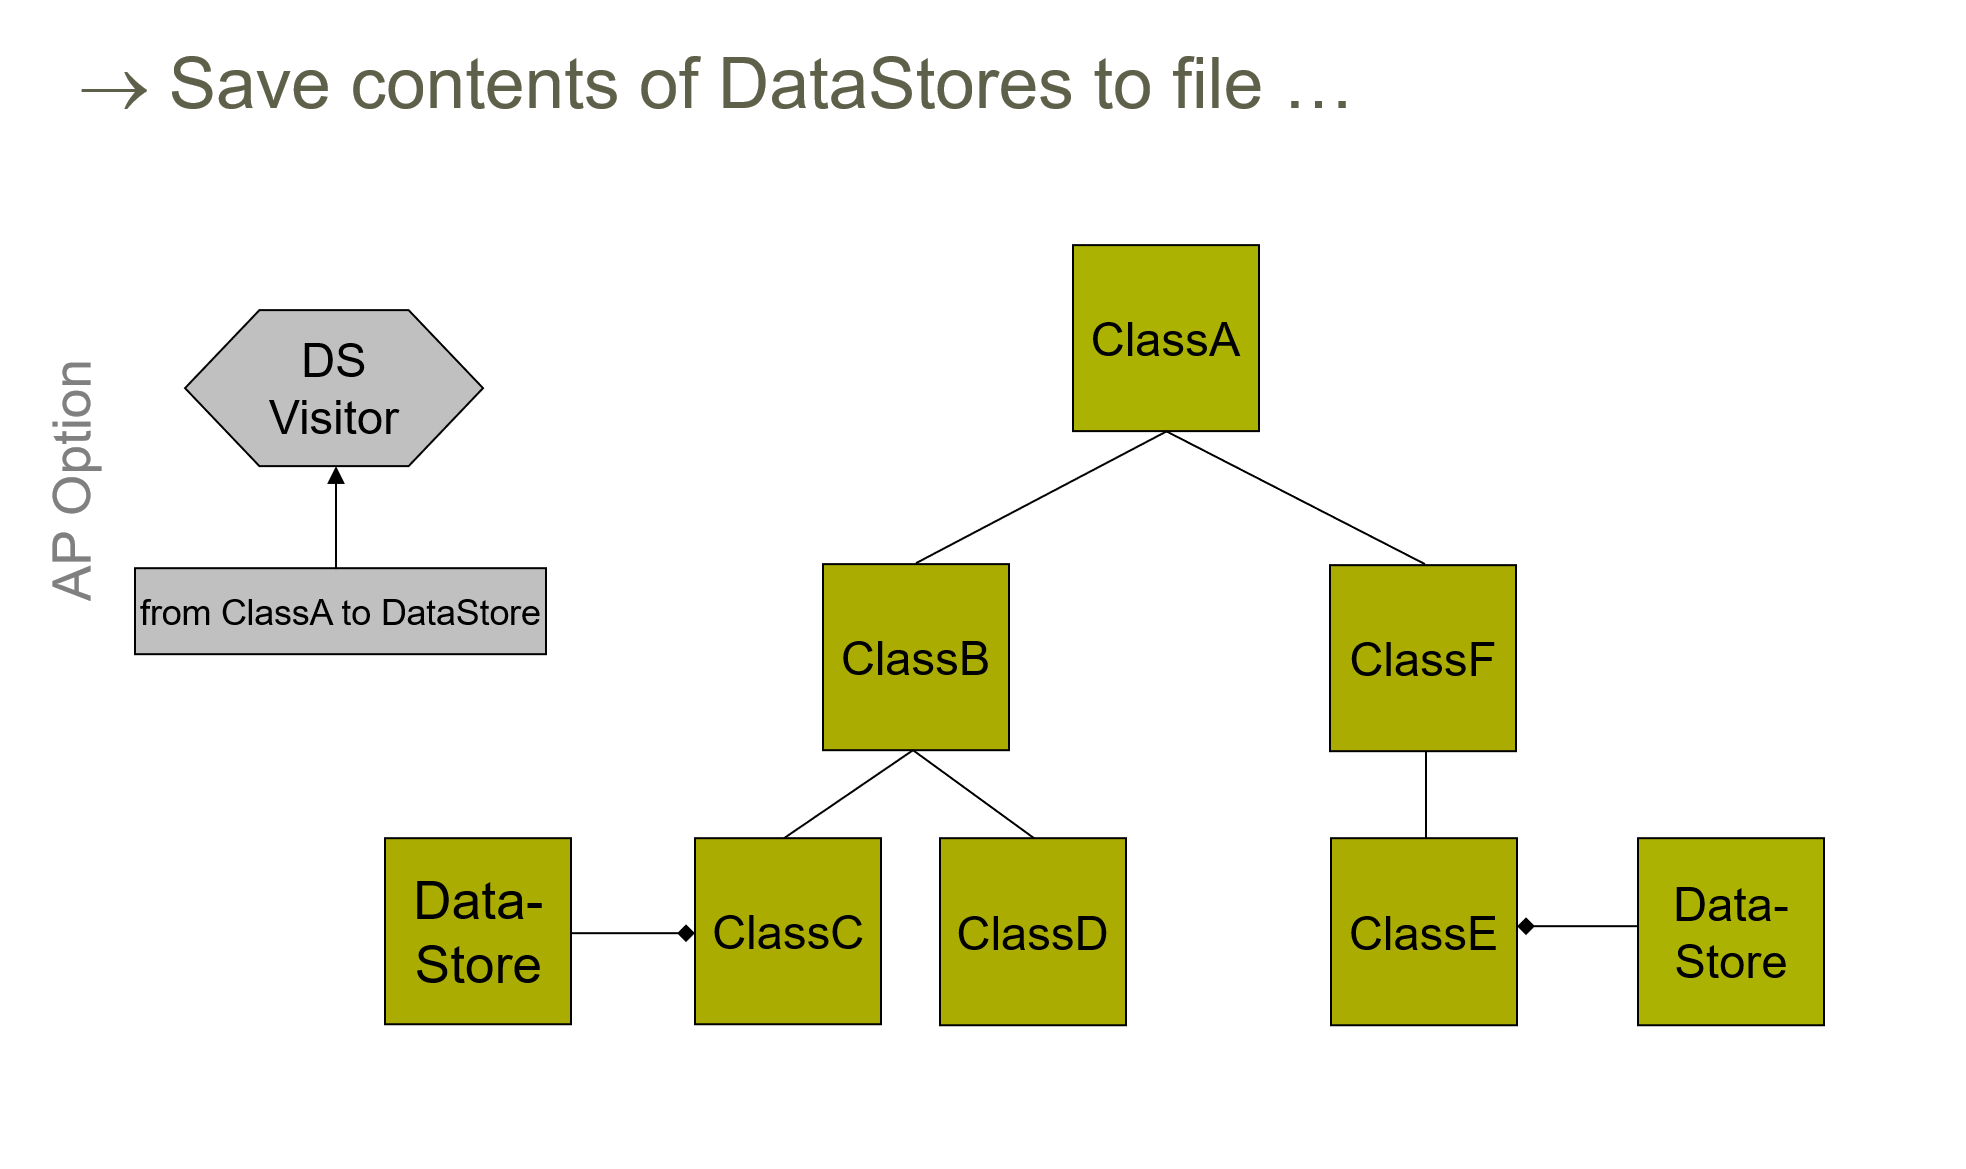 → Save contents of DataStores to file …
AP Option
DS
Visitor
from ClassA to DataStore
ClassA
ClassB
ClassF
Data-
Store
ClassC
ClassD
ClassE
Data-
Store